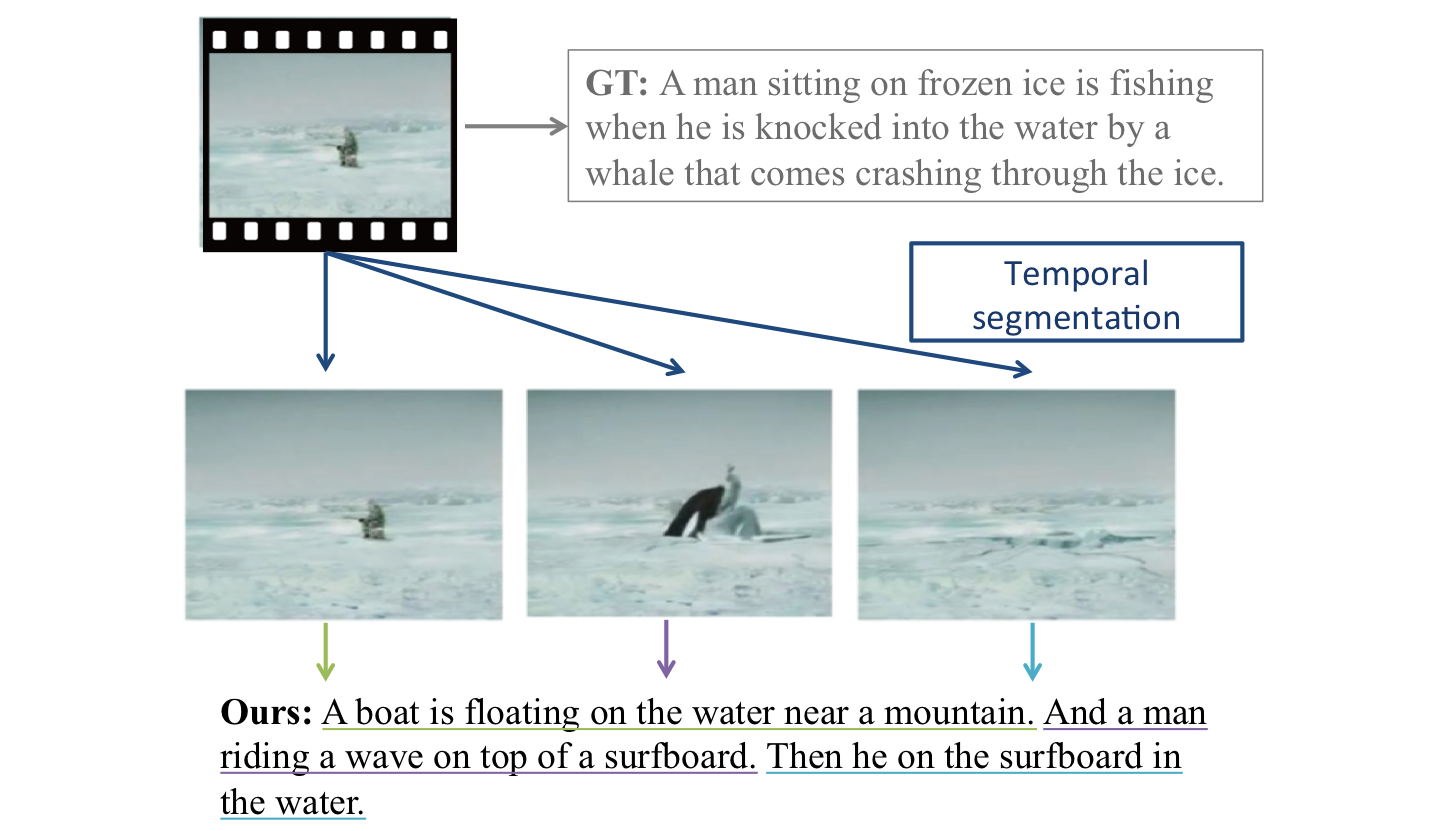 GT: A man sitting on frozen ice is fishing
when he is knocked into the water by a
whale that comes crashing through the ice.
Temporal
segmentation
Ours: A boat is floating on the water near a mountain. And a man
riding a wave on top of a surfboard. Then he on the surfboard in
the water.